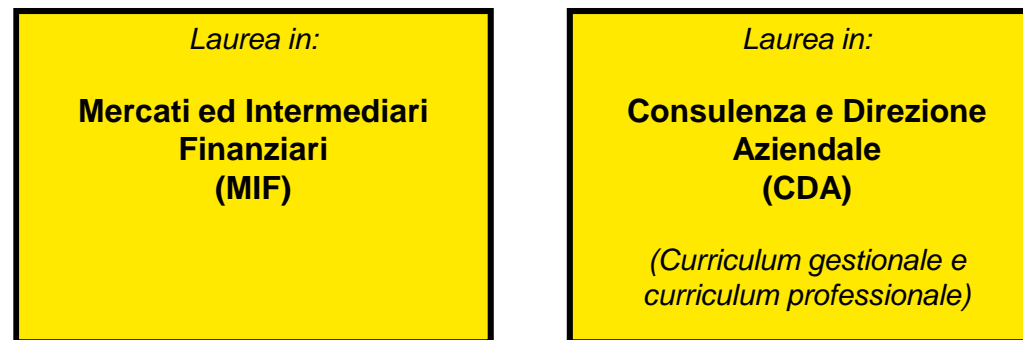 Laurea in:
Mercati ed Intermediari
Finanziari
(MIF)
Laurea in:
Consulenza e Direzione
Aziendale
(CDA)
(Curriculum gestionale e
curriculum professionale)